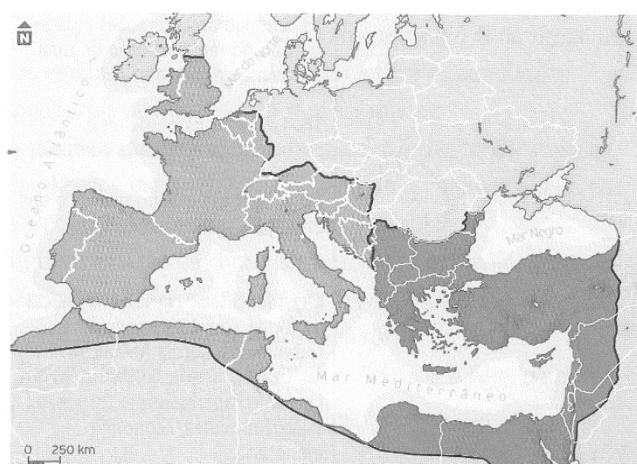 N
Mar do Norte
Oceano Atlântico
Mar Negro
Mar Mediterrâneo
0 250 km